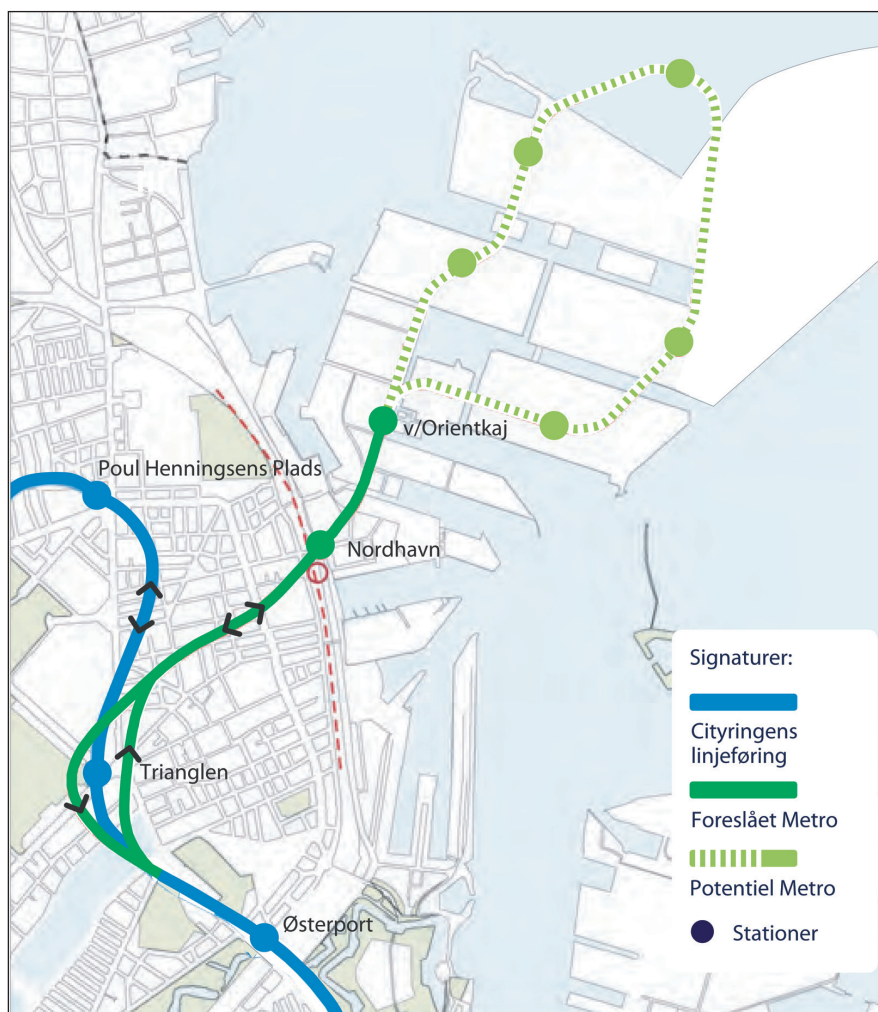 v/Orientkaj
Poul Henningsens Plads
Nordhavn
Trianglen
Østerport
Signaturer:
Cityringens
linjeføring
Foreslået Metro
Potentiel Metro
Stationer